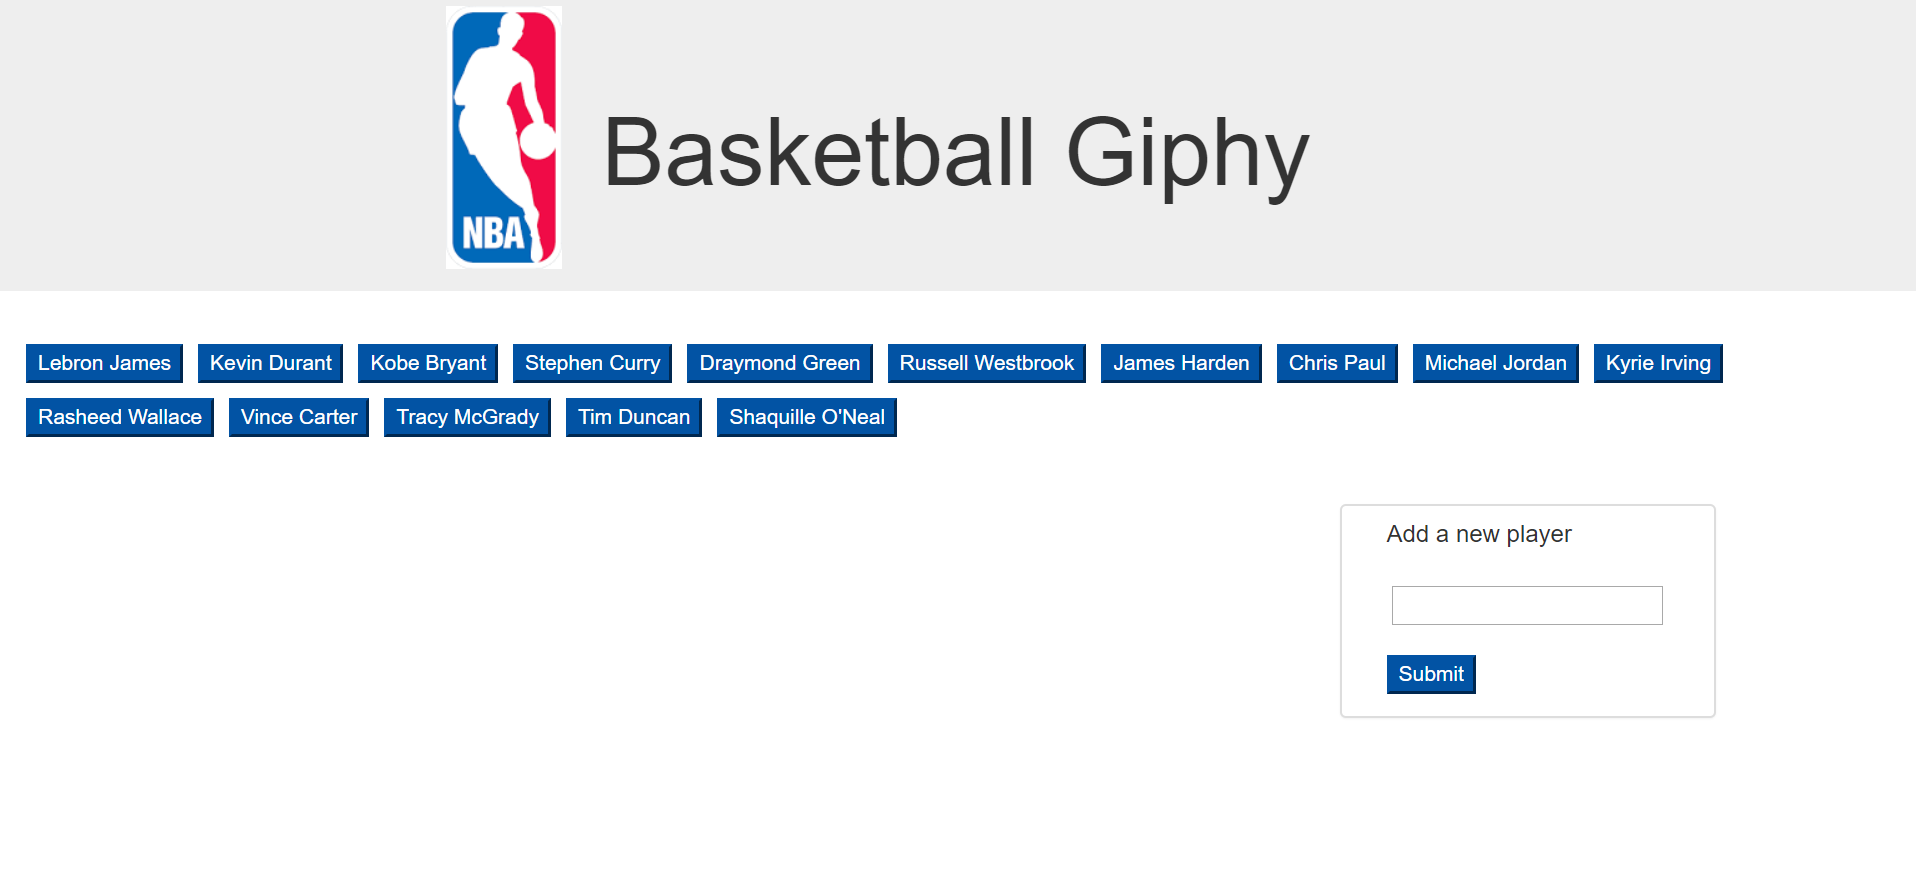 NBA
Basketball Giphy
Lebron James Kevin Durant Kobe Bryant Stephen Curry Draymond Green Russell Westbrook James Harden Chris Paul Michael Jordan Kyrie Irving
Rasheed Wallace Vince Carter Tracy McGrady Tim Duncan Shaquille O'Neal
Add a new player
Submit